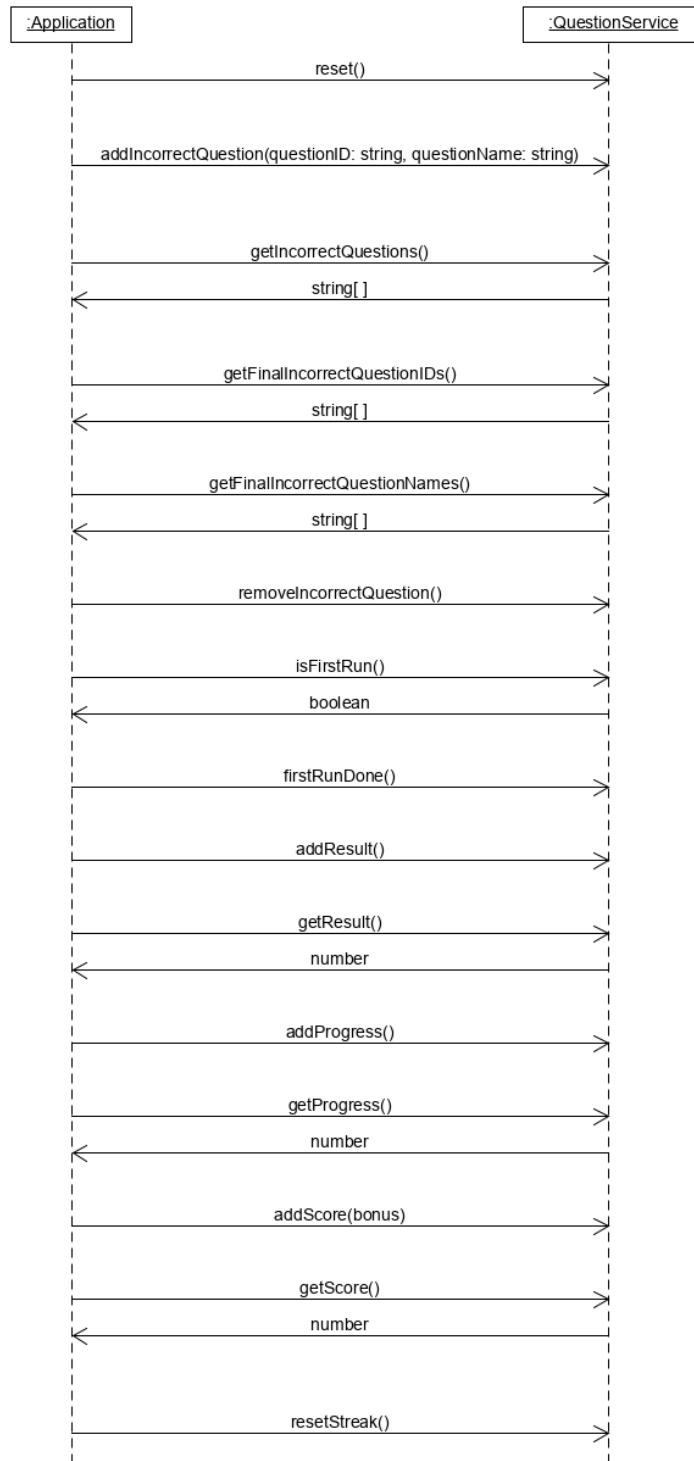 :Application
:QuestionService
reset()
addIncorrectQuestion(questionID: string, questionName: string)
getIncorrectQuestions()
string[ ]
getFinalIncorrectQuestionIDs()
string[ ]
getFinalIncorrectQuestionNames()
string[ ]
removeIncorrectQuestion()
isFirstRun()
boolean
firstRunDone()
addResult()
getResult()
number
addProgress()
getProgress()
number
addScore(bonus)
getScore()
number
resetStreak()